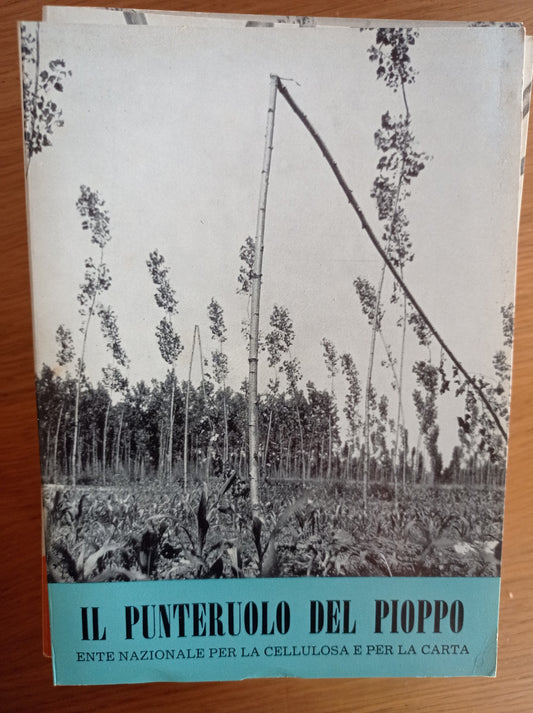 IL PUNTERUOLO DEL PIOPPO
ENTE NAZIONALE PER LA CELLULOSA E PER LA CARTA